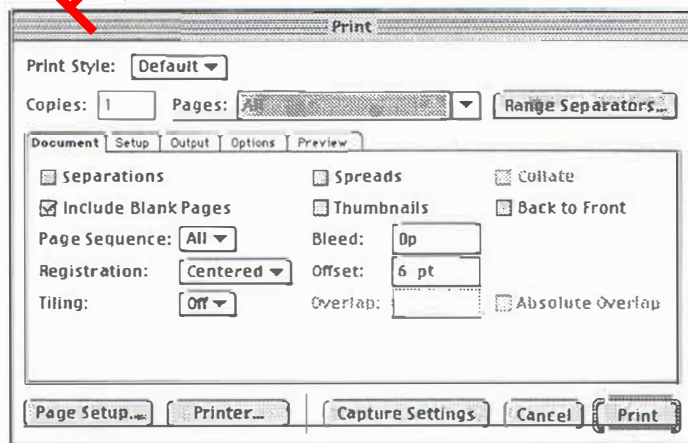 Print
Print Style: Default
Copies: 1 Pages: All Range Separators...
Document Setup Output Options Preview
Separations Spreads Collate
Include Blank Pages Thumbnails Back to Front
Page Sequence: All Bleed: 0p
Registration: Centered Offset: 6 pt
Tiling: Off Overlap: Absolute Overlap
Page Setup... Printer... Capture Settings Cancel Print